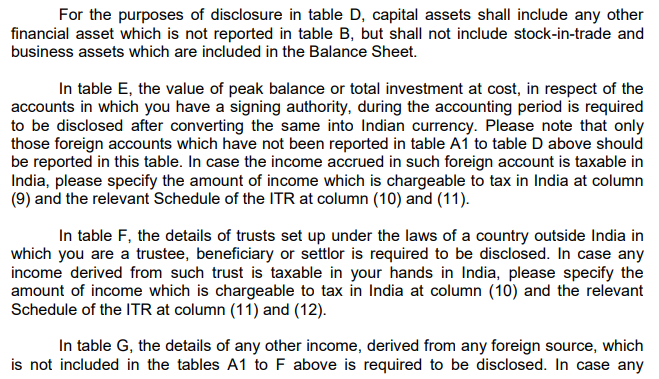 For the purposes of disclosure in table D, capital assets shall include any other
financial asset which is not reported in table B, but shall not include stock-in-trade and
business assets which are included in the Balance Sheet.
In table E, the value of peak balance or total investment at cost, in respect of the
accounts in which you have a signing authority, during the accounting period is required
to be disclosed after converting the same into Indian currency. Please note that only
those foreign accounts which have not been reported in table A1 to table D above should
be reported in this table. In case the income accrued in such foreign account is taxable in
India, please specify the amount of income which is chargeable to tax in India at column
(9) and the relevant Schedule of the ITR at column (10) and (11).
In table F, the details of trusts set up under the laws of a country outside India in
which you are a trustee, beneficiary or settlor is required to be disclosed. In case any
income derived from such trust is taxable in your hands in India, please specify the
amount of income which is chargeable to tax in India at column (10) and the relevant
Schedule of the ITR at column (11) and (12).
In table G, the details of any other income, derived from any foreign source, which
is not included in the tables A1 to F above is required to be disclosed. In case any